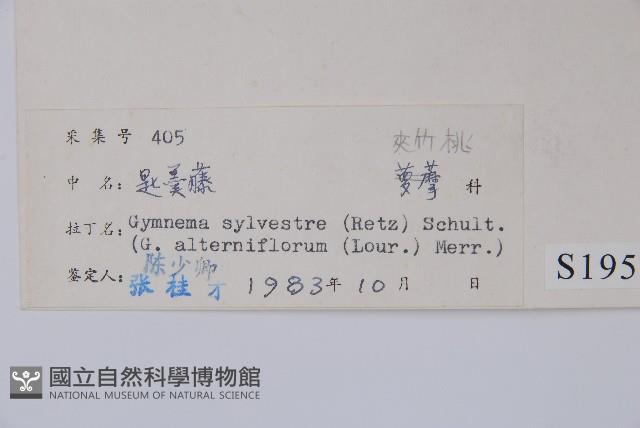 采集号 405
夹竹桃
中名：匙羹藤 萝藦 科
拉丁名：Gymnema sylvestre (Retz) Schult.
(G. alterniflorum (Lour.) Merr.)
鉴定人：陈少卿
张桂才 1983年10月 日
S195
國立自然科學博物館
NATIONAL MUSEUM OF NATURAL SCIENCE